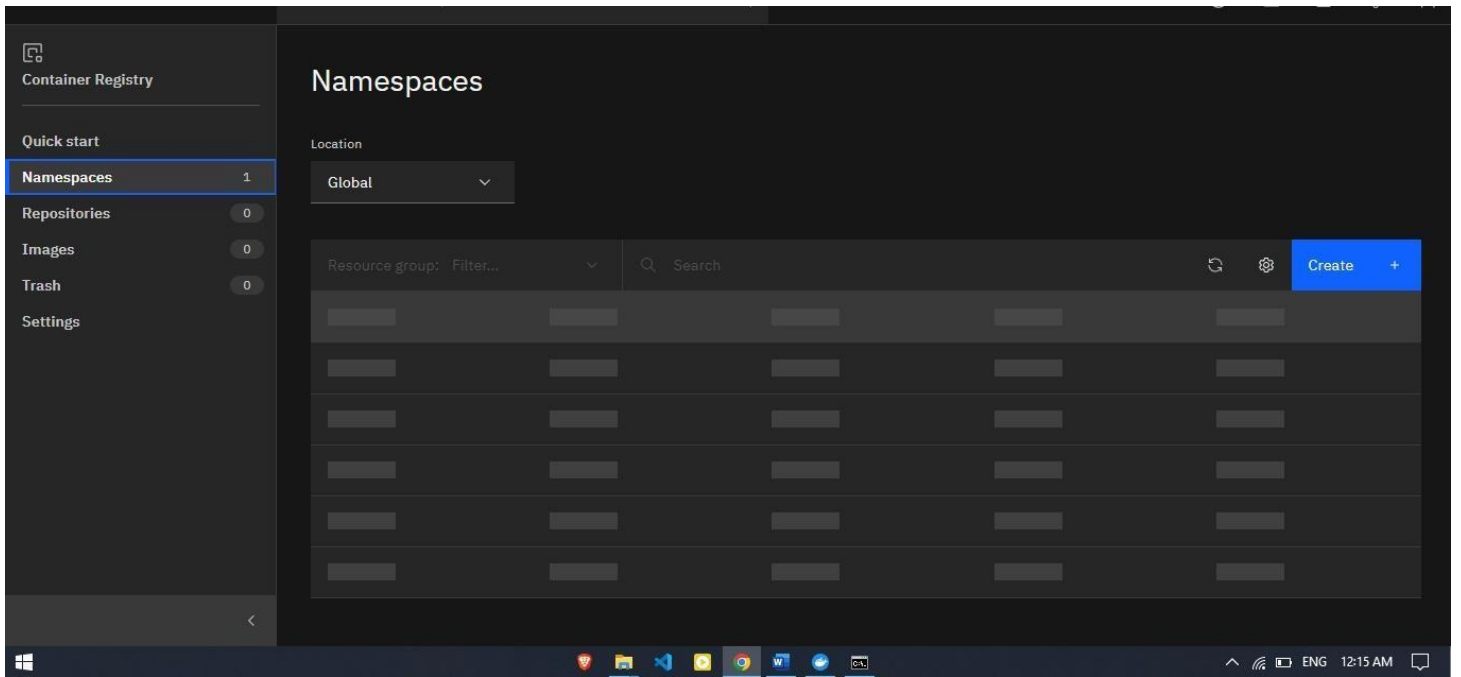 Container Registry
Quick start
Namespaces 1
Repositories 0
Images 0
Trash 0
Settings
Namespaces
Location
Global
Resource group: Filter... Search Create +
ENG 12:15 AM